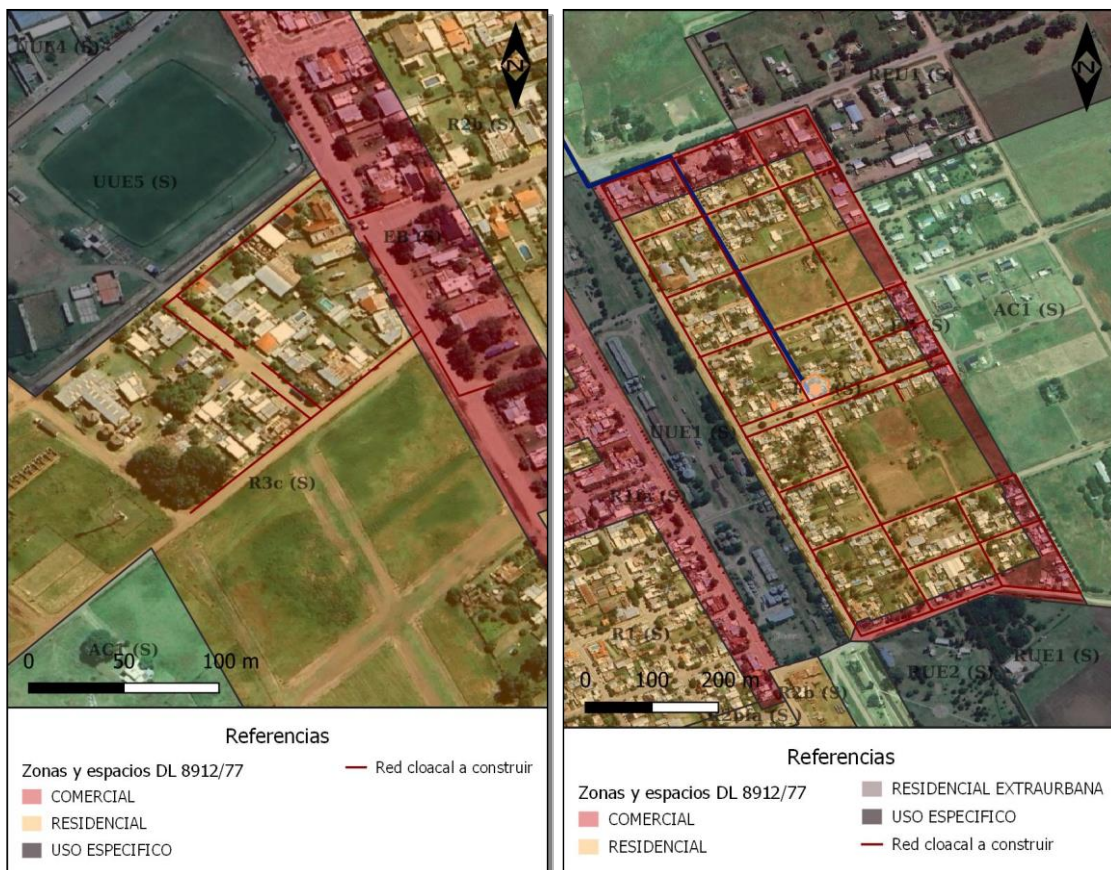 UUE4 (S)
R2b (S)
UUE5 (S)
EB (S)
R3c (S)
AC1 (S)
0 50 100 m
N
Referencias
Zonas y espacios DL 8912/77
COMERCIAL
RESIDENCIAL
USO ESPECIFICO
Red cloacal a construir
REU1 (S)
AC1 (S)
UUE1 (S)
R1 (S)
RUE1 (S)
RUE2 (S)
R2b (S)
0 100 200 m
N
Referencias
Zonas y espacios DL 8912/77
COMERCIAL
RESIDENCIAL
RESIDENCIAL EXTRAURBANA
USO ESPECIFICO
Red cloacal a construir